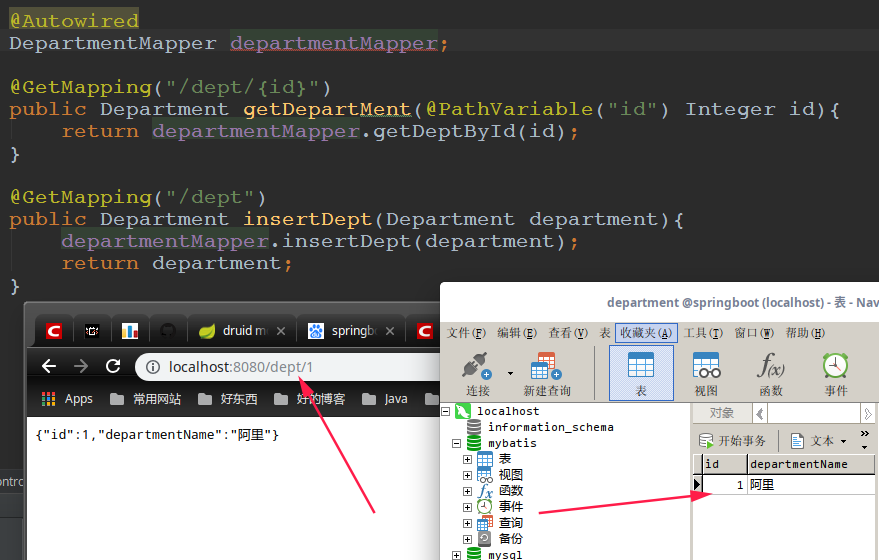 @Autowired
DepartmentMapper departmentMapper;
@GetMapping("/dept/{id}")
public Department getDepartMent(@PathVariable("id") Integer id){
return departmentMapper.getDeptById(id);
}
@GetMapping("/dept")
public Department insertDept(Department department){
departmentMapper.insertDept(department);
return department;
}
ontro
druid m
springb
localhost:8080/dept/1
Apps 常用网站 好东西 好的博客 Java
{"id":1,"departmentName":"阿里"}
department @springboot (localhost) - 表 - Nav
文件(F) 编辑(E) 查看(V) 表 收藏夹(A) 工具(T) 窗口(W) 帮助(H)
连接 新建查询 表 视图 函数 事件
localhost
information_schema
mybatis
表
视图
函数
事件
查询
备份
mysql
对象
开始事务 文本
id departmentName
1 阿里